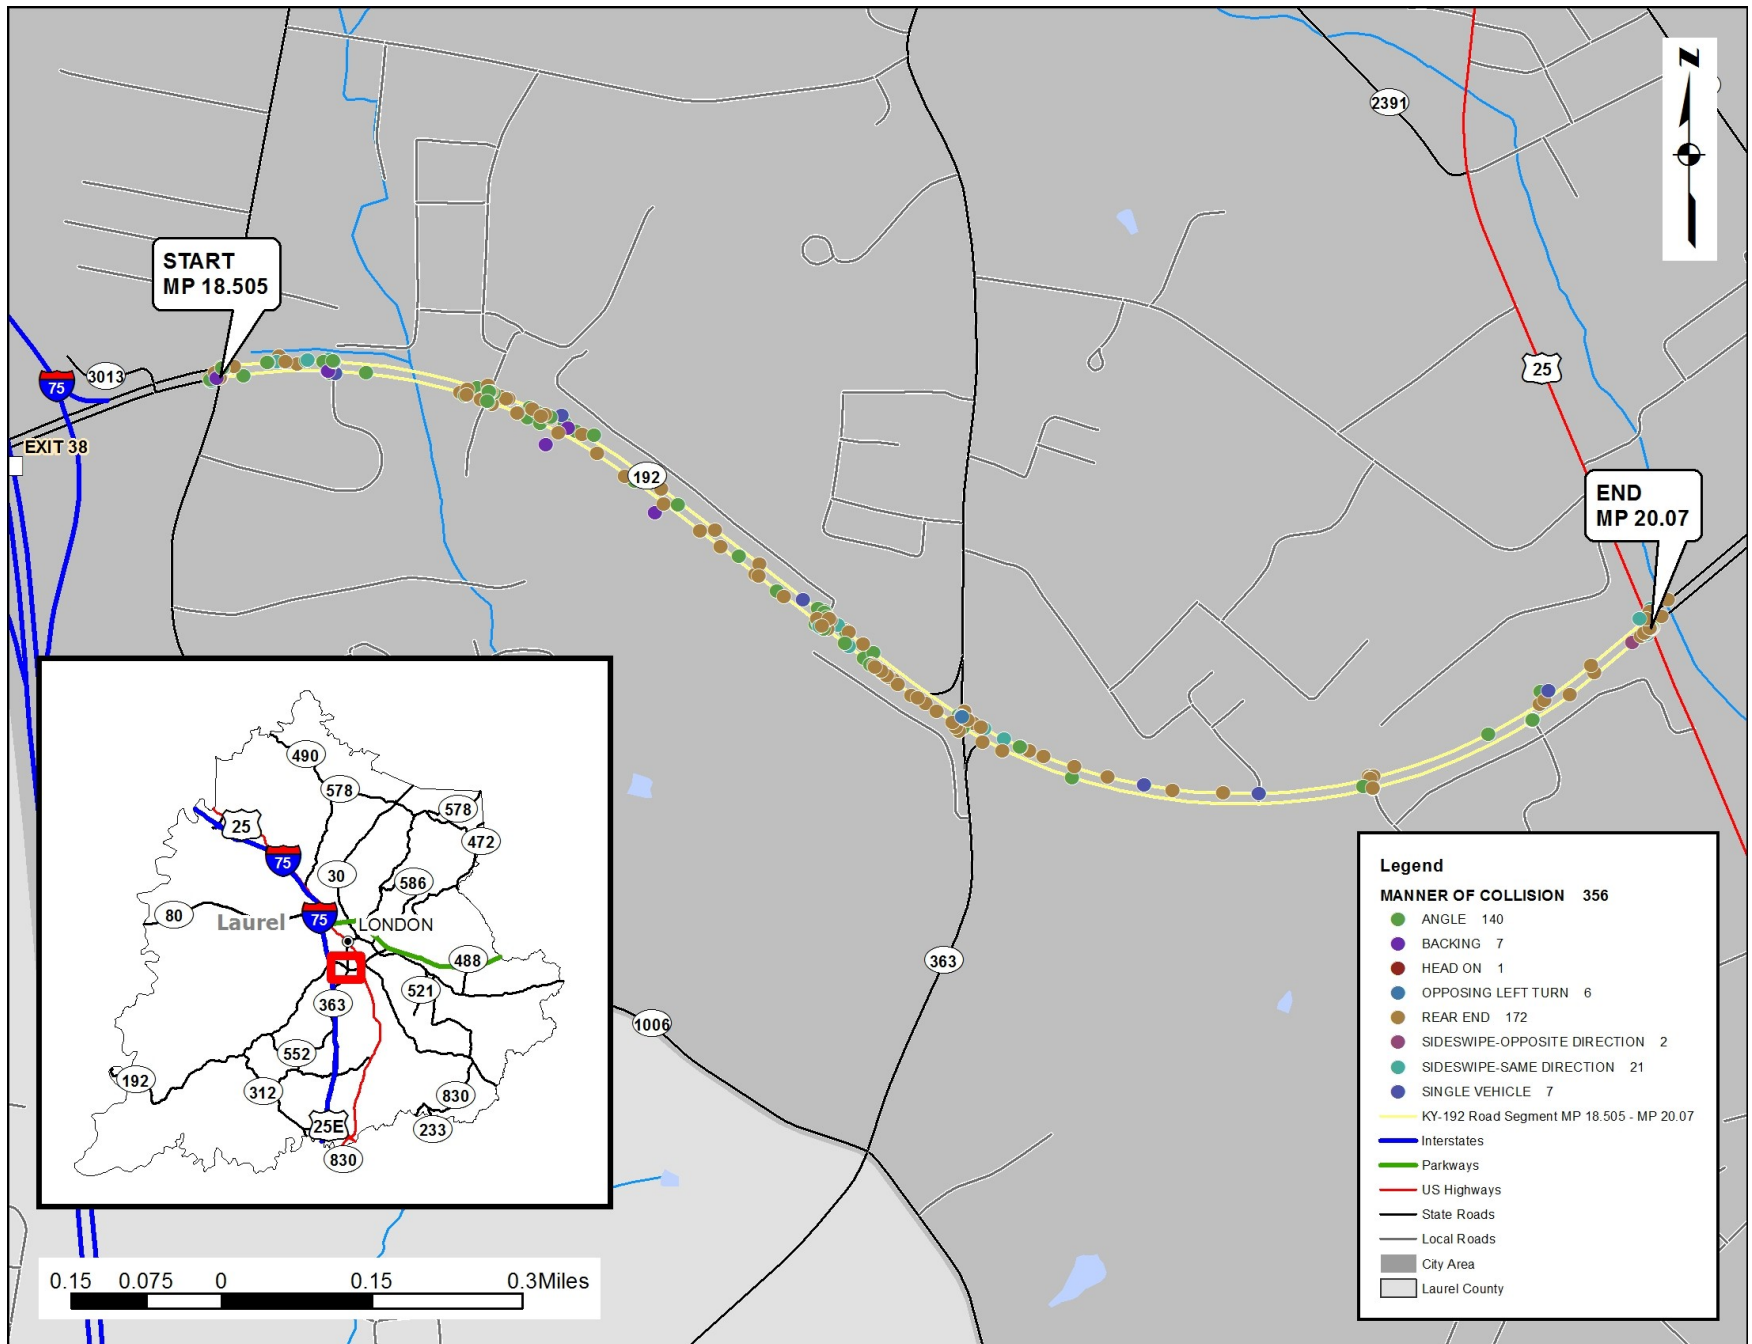 2391
N
START
MP 18.505
3013
75
EXIT 38
25
192
END
MP 20.07
363
1006
490
578
578
25
472
75
30
586
80
Laurel
75
LONDON
488
363
521
552
192
312
830
25E
233
830
Legend
MANNER OF COLLISION 356
ANGLE 140
BACKING 7
HEAD ON 1
OPPOSING LEFT TURN 6
REAR END 172
SIDESWIPE-OPPOSITE DIRECTION 2
SIDESWIPE-SAME DIRECTION 21
SINGLE VEHICLE 7
KY-192 Road Segment MP 18.505 - MP 20.07
Interstates
Parkways
US Highways
State Roads
Local Roads
City Area
Laurel County
0.15 0.075 0 0.15 0.3Miles